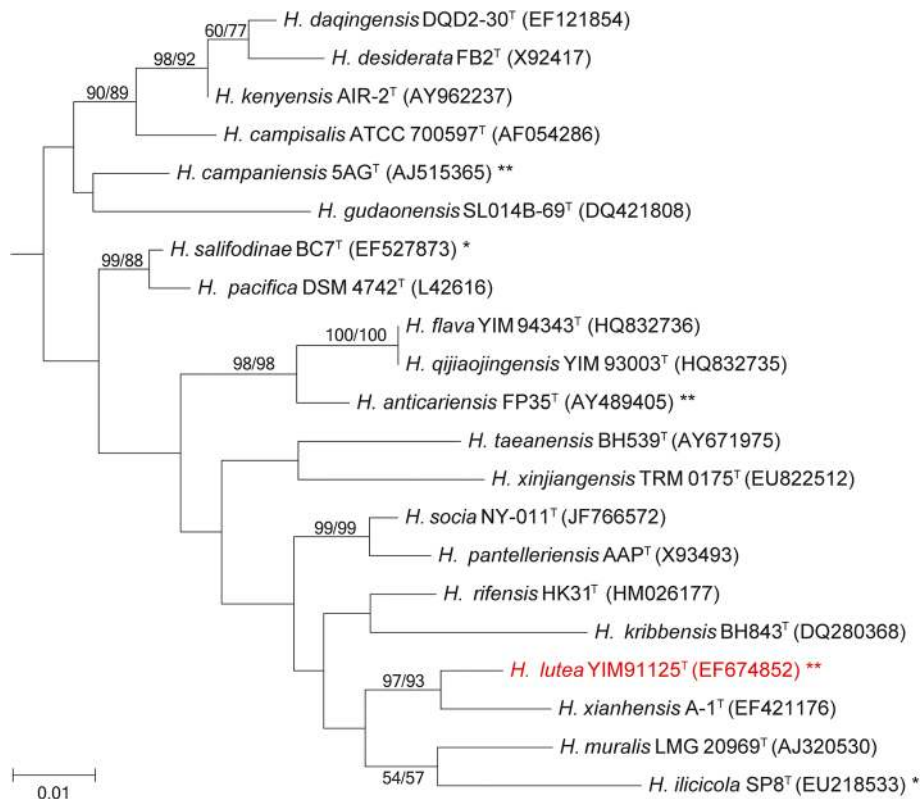 H. daqingensis DQD2-30ᵀ (EF121854)
60/77
H. desiderata FB2ᵀ (X92417)
98/92
H. kenyensis AIR-2ᵀ (AY962237)
90/89
H. campisalis ATCC 700597ᵀ (AF054286)
H. campaniensis 5AGᵀ (AJ515365) **
H. gudaonensis SL014B-69ᵀ (DQ421808)
H. salifodinae BC7ᵀ (EF527873) *
99/88
H. pacifica DSM 4742ᵀ (L42616)
H. flava YIM 94343ᵀ (HQ832736)
100/100
H. qijiaojingensis YIM 93003ᵀ (HQ832735)
98/98
H. anticariensis FP35ᵀ (AY489405) **
H. taeanensis BH539ᵀ (AY671975)
H. xinjiangensis TRM 0175ᵀ (EU822512)
H. socia NY-011ᵀ (JF766572)
99/99
H. pantelleriensis AAPᵀ (X93493)
H. rifensis HK31ᵀ (HM026177)
H. kribbensis BH843ᵀ (DQ280368)
H. lutea YIM91125ᵀ (EF674852) **
97/93
H. xianhensis A-1ᵀ (EF421176)
H. muralis LMG 20969ᵀ (AJ320530)
54/57
H. ilicicola SP8ᵀ (EU218533) *
0.01